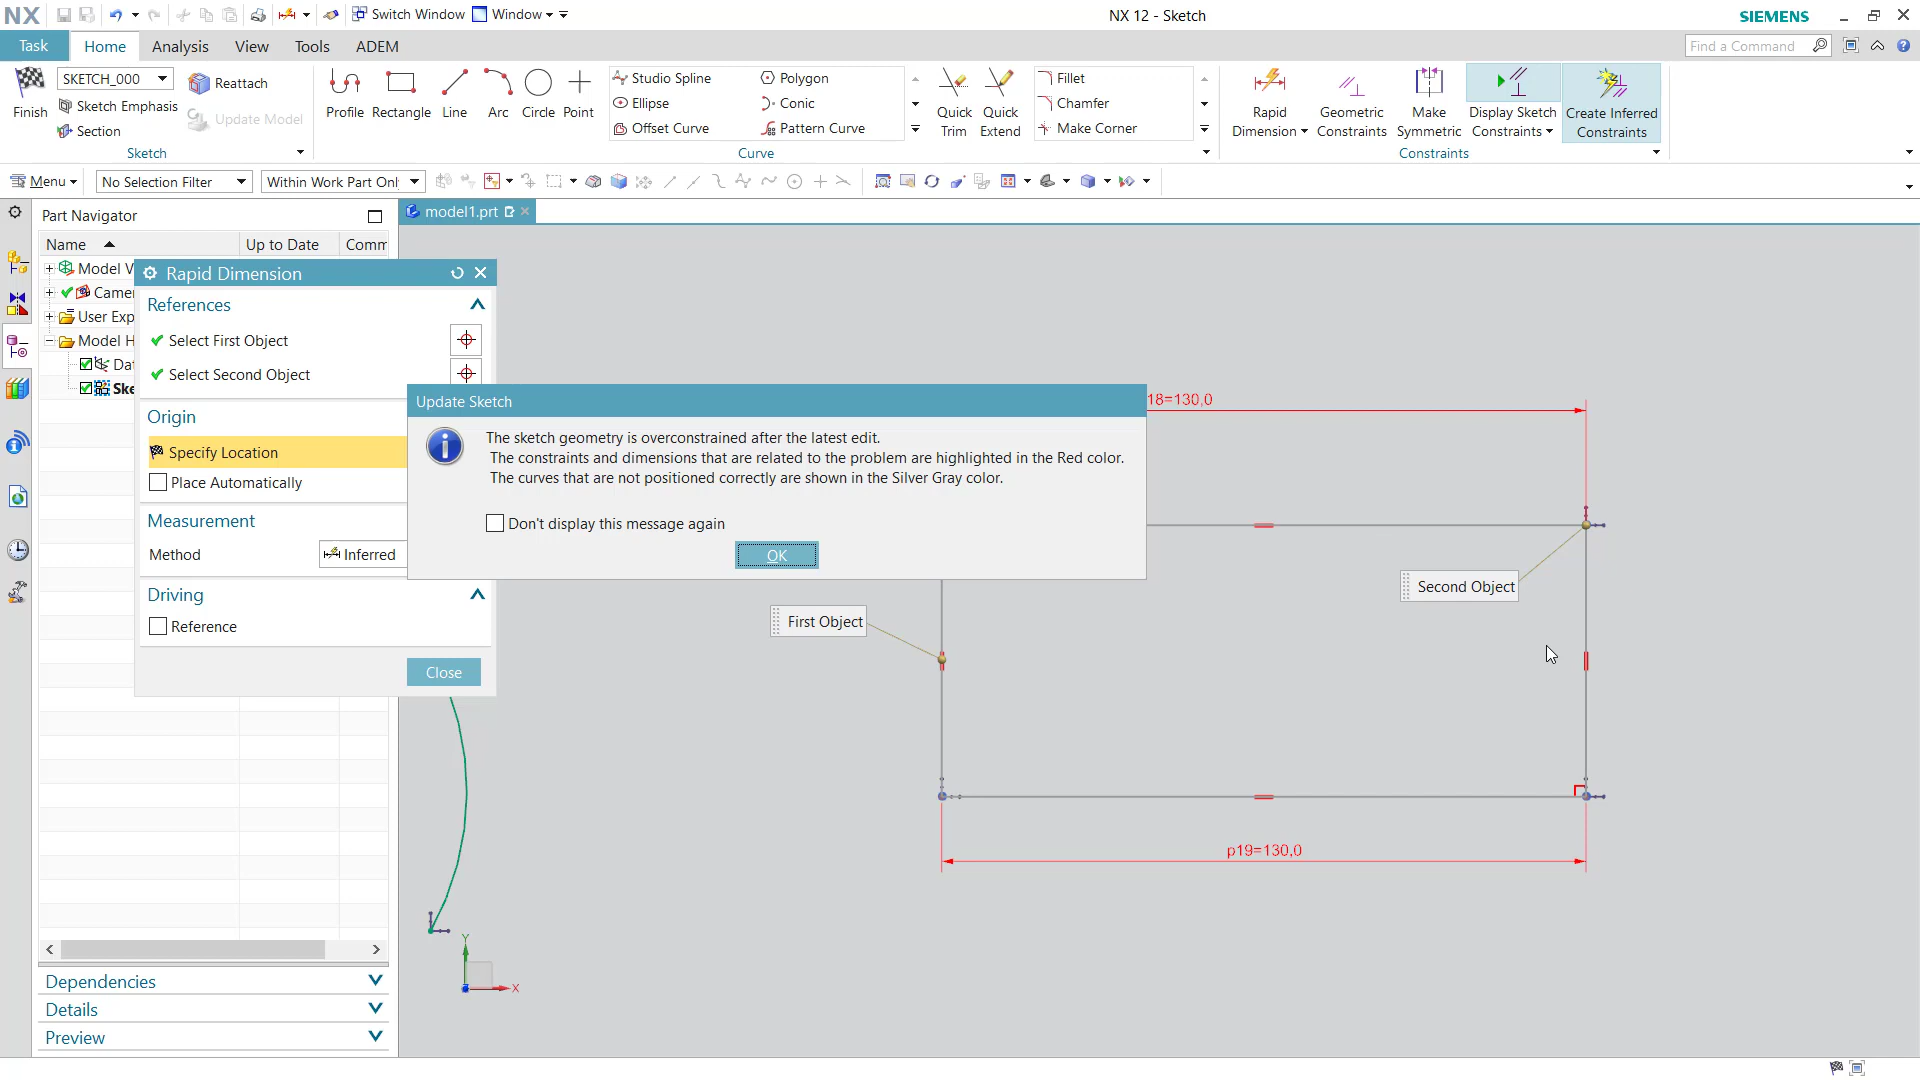 NX
Switch Window
Window
NX 12 - Sketch
SIEMENS
Task
Home
Analysis
View
Tools
ADEM
Find a Command
Finish
SKETCH_000
Sketch Emphasis
Section
Reattach
Update Model
Sketch
Profile
Rectangle
Line
Arc
Circle
Point
Studio Spline
Polygon
Ellipse
Conic
Offset Curve
Pattern Curve
Curve
Quick
Trim
Quick
Extend
Fillet
Chamfer
Make Corner
Rapid
Dimension
Geometric
Constraints
Make
Symmetric
Display Sketch
Constraints
Create Inferred
Constraints
Constraints
Menu
No Selection Filter
Within Work Part Onl
Part Navigator
model1.prt
Name
Up to Date
Comm
Model V
Camer
User Exp
Model H
Dat
Ske
Rapid Dimension
References
Select First Object
Select Second Object
Origin
Specify Location
Place Automatically
Measurement
Method
Inferred
Driving
Reference
Close
Update Sketch
The sketch geometry is overconstrained after the latest edit.
The constraints and dimensions that are related to the problem are highlighted in the Red color.
The curves that are not positioned correctly are shown in the Silver Gray color.
Don't display this message again
OK
18=130,0
Second Object
First Object
p19=130,0
Y
X
Dependencies
Details
Preview